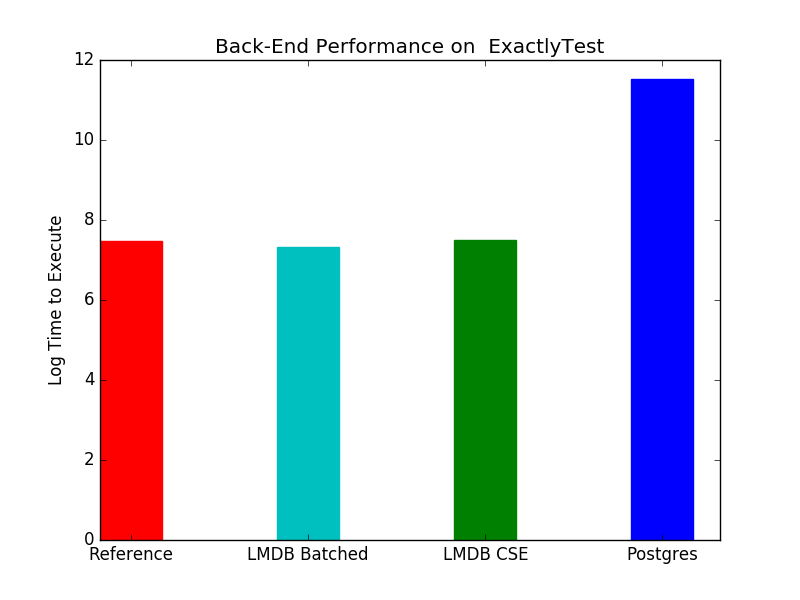 Back-End Performance on  ExactlyTest
12
10
8
6
4
2
0
Log Time to Execute
Reference LMDB Batched LMDB CSE Postgres